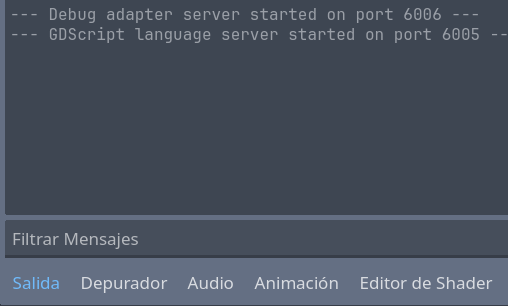 --- Debug adapter server started on port 6006 ---
--- GDScript language server started on port 6005 --
Filtrar Mensajes
Salida Depurador Audio Animación Editor de Shader